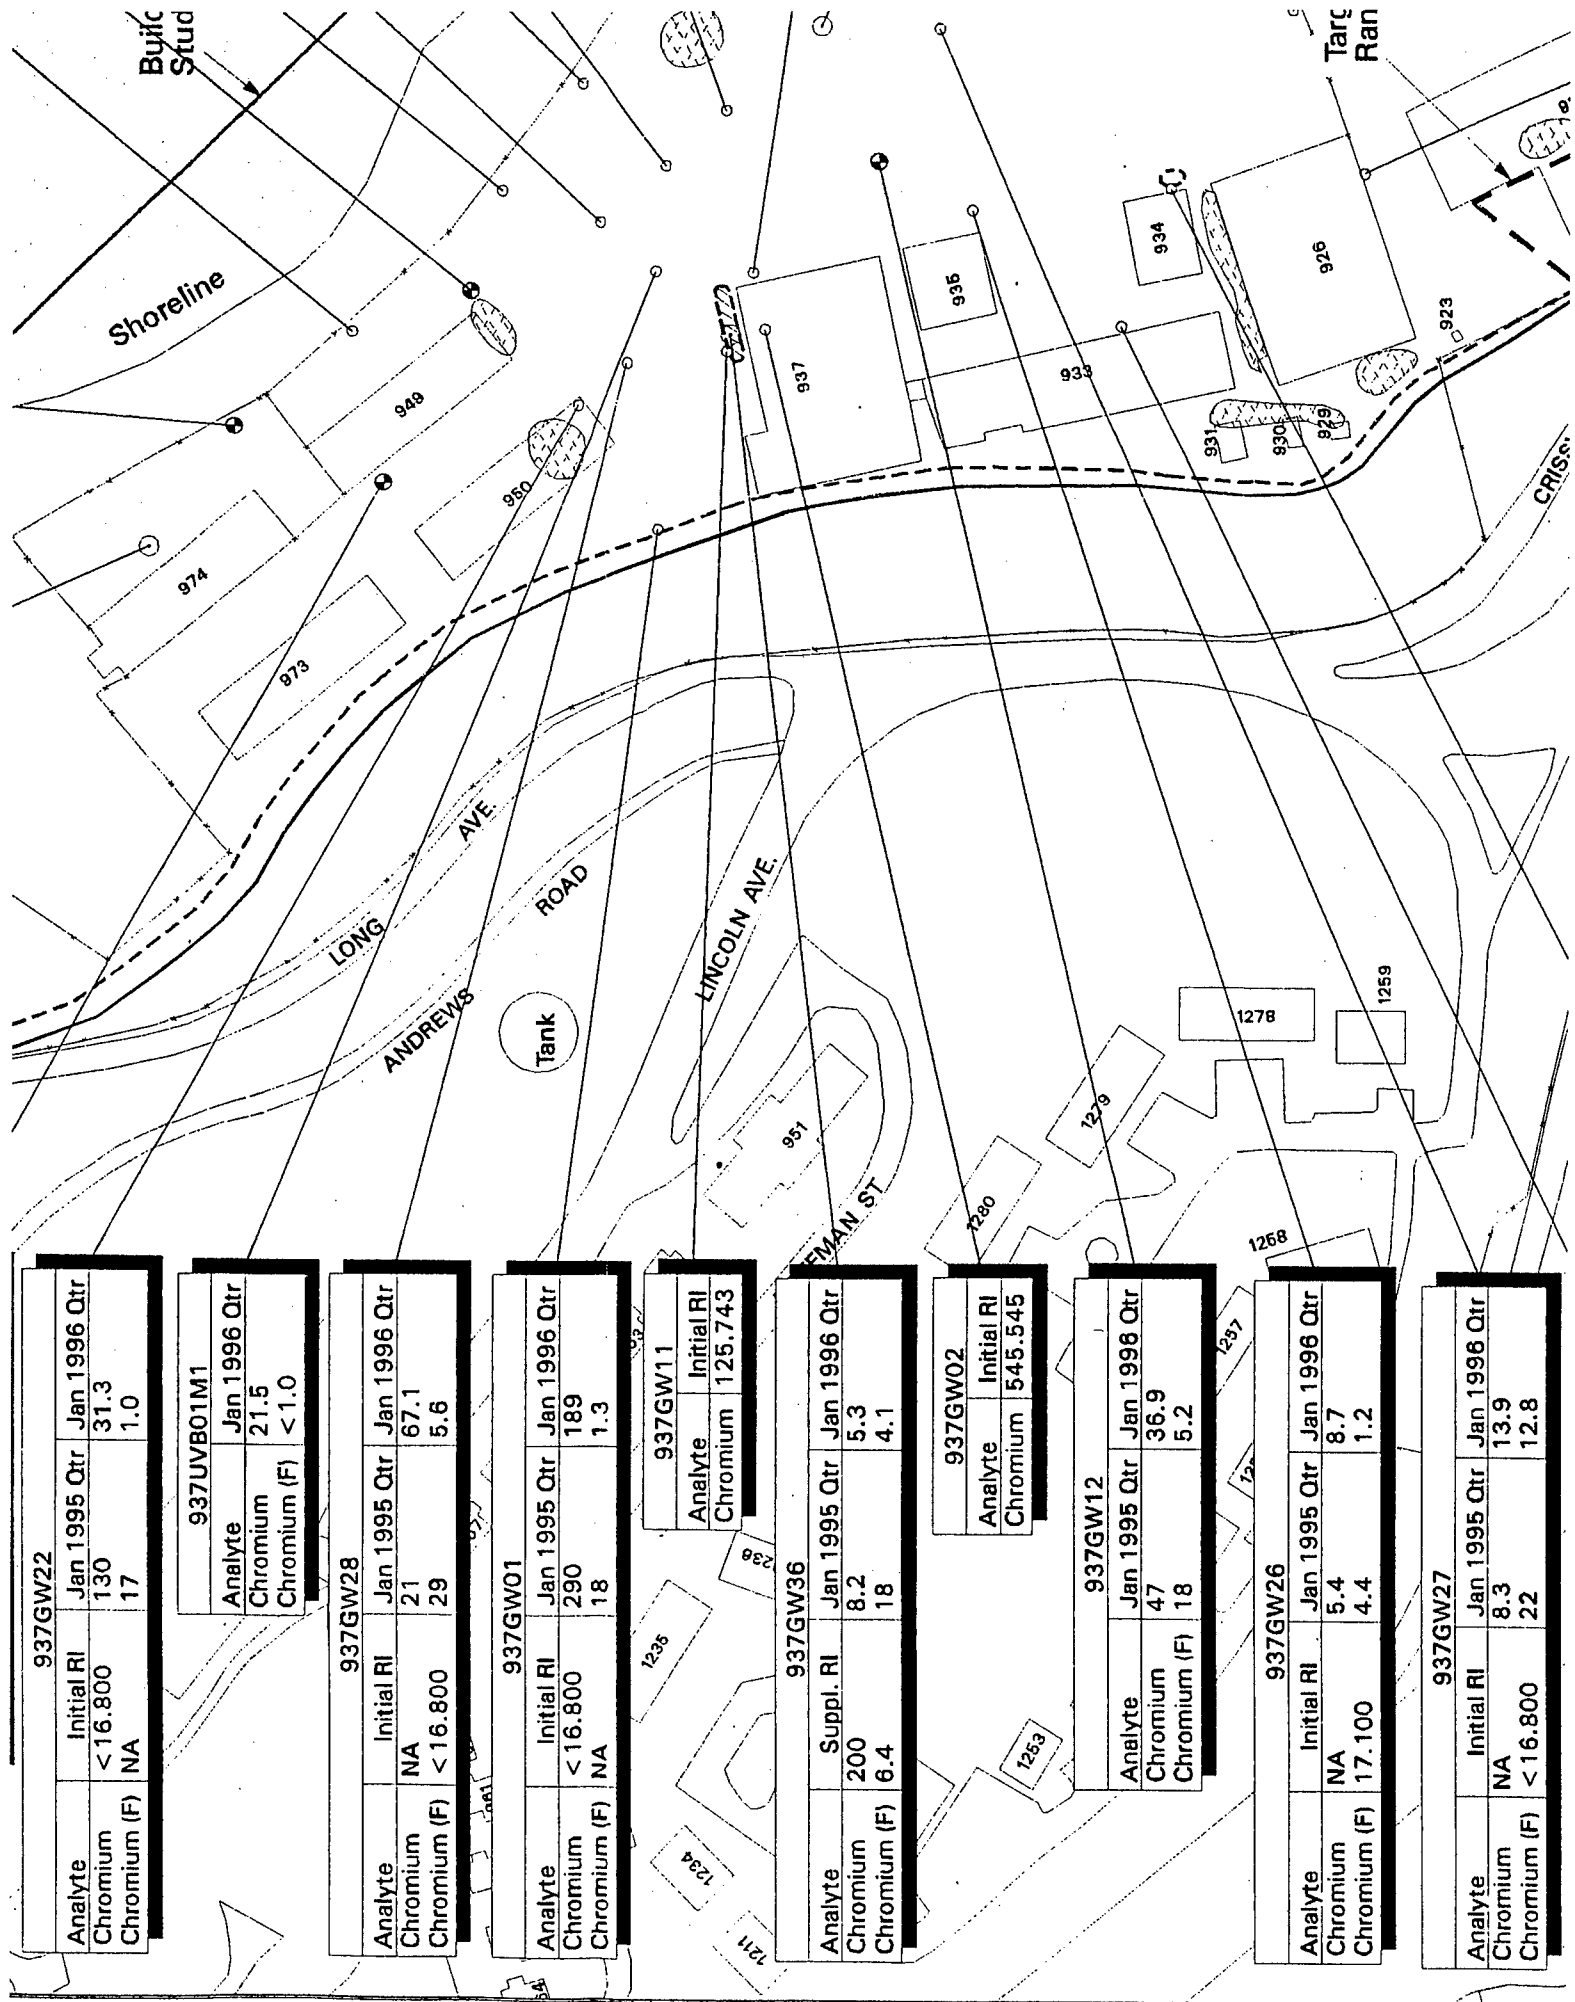 937GW22
Analyte Initial RI Jan 1995 Qtr Jan 1996 Qtr
Chromium <16.800 130 31.3
Chromium (F) NA 17 1.0
937UVB01M1
Analyte Jan 1996 Qtr
Chromium 21.5
Chromium (F) <1.0
937GW28
Analyte Initial RI Jan 1995 Qtr Jan 1996 Qtr
Chromium NA 21 67.1
Chromium (F) <16.800 29 5.6
937GW01
Analyte Initial RI Jan 1995 Qtr Jan 1996 Qtr
Chromium <16.800 290 189
Chromium (F) NA 18 1.3
937GW11
Analyte Initial RI
Chromium 125.743
937GW36
Analyte Suppl. RI Jan 1995 Qtr Jan 1996 Qtr
Chromium 200 8.2 5.3
Chromium (F) 6.4 18 4.1
937GW02
Analyte Initial RI
Chromium 545.545
937GW12
Analyte Jan 1995 Qtr Jan 1996 Qtr
Chromium 47 36.9
Chromium (F) 18 5.2
937GW26
Analyte Initial RI Jan 1995 Qtr Jan 1996 Qtr
Chromium NA 5.4 8.7
Chromium (F) 17.100 4.4 1.2
937GW27
Analyte Initial RI Jan 1995 Qtr Jan 1996 Qtr
Chromium NA 8.3 13.9
Chromium (F) <16.800 22 12.8
Shoreline
974
949
973
950
937
935
933
934
926
923
931
930
929
LONG AVE.
ANDREWS ROAD
LINCOLN AVE.
Tank
951
1280
1279
1278
1259
1268
1257
1253
1235
1234
1211
1236